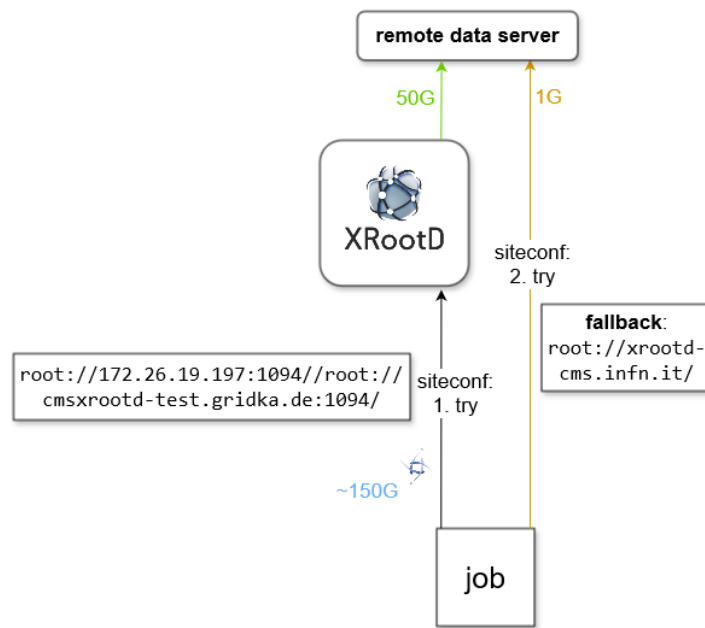 remote data server
50G
1G
XRootD
siteconf:
2. try
fallback:
root://xrootd-
cms.infn.it/
root://172.26.19.197:1094//root://
cmsxrootd-test.gridka.de:1094/
siteconf:
1. try
~150G
job